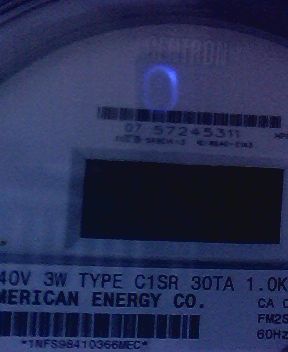 07 57245311
40V 3W TYPE C1SR 30TA 1.0K
MERICAN ENERGY CO.
CA
FM2S
60Hz
*1NFS98410366MEC*